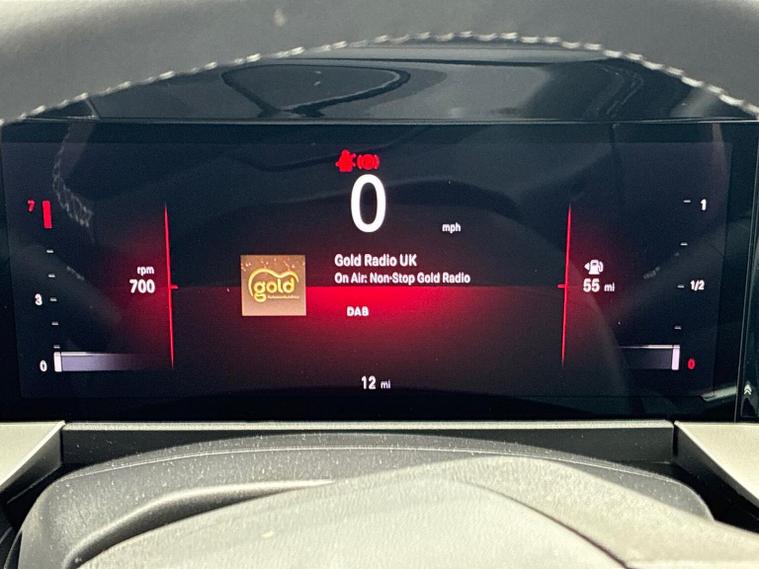 0
mph
7
3
0
rpm
700
gold
Gold Radio UK
On Air: Non-Stop Gold Radio
DAB
12 mi
55 mi
1
1/2
0